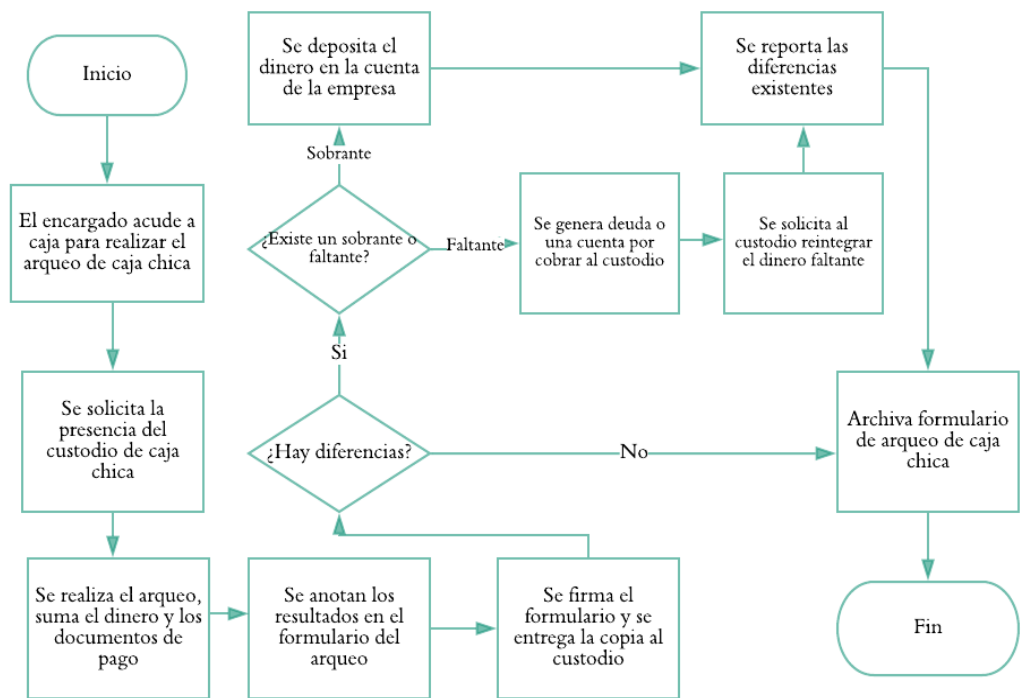 Inicio
El encargado acude a
caja para realizar el
arqueo de caja chica
Se solicita la
presencia del
custodio de caja
chica
Se realiza el arqueo,
suma el dinero y los
documentos de
pago
Se anotan los
resultados en el
formulario del
arqueo
Se firma el
formulario y se
entrega la copia al
custodio
¿Hay diferencias?
Si
No
¿Existe un sobrante o
faltante?
Sobrante
Faltante
Se deposita el
dinero en la cuenta
de la empresa
Se genera deuda o
una cuenta por
cobrar al custodio
Se solicita al
custodio reintegrar
el dinero faltante
Se reporta las
diferencias
existentes
Archiva formulario
de arqueo de caja
chica
Fin